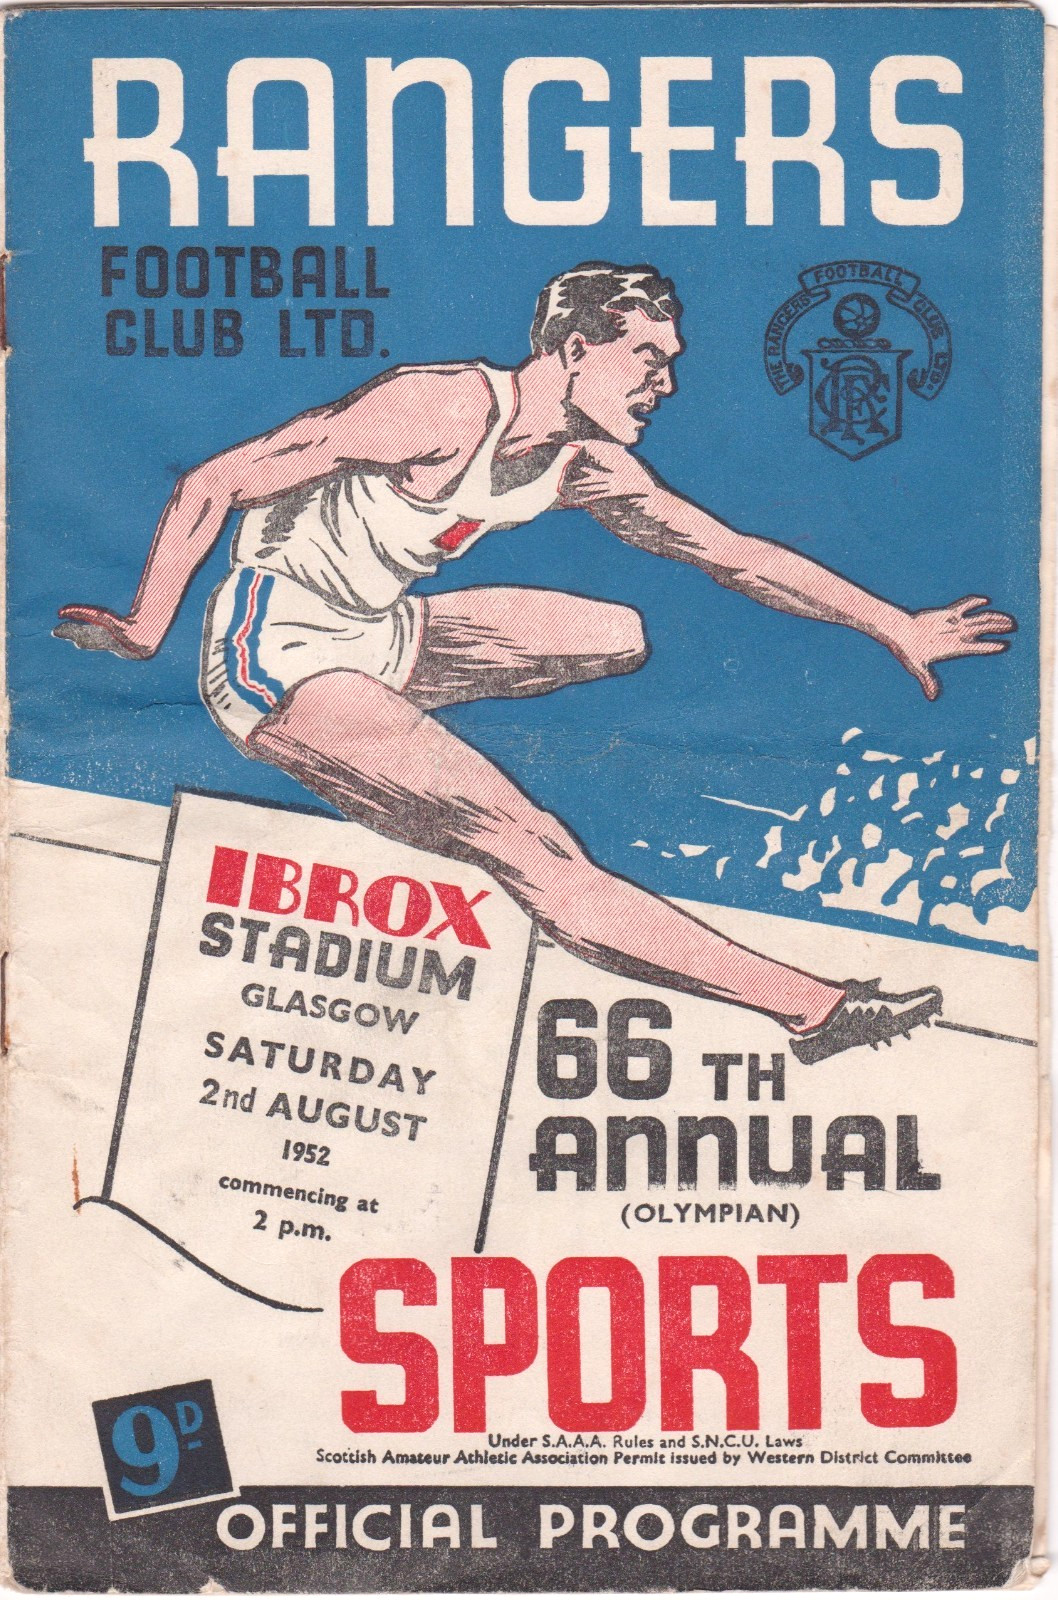 RANGERS
FOOTBALL
CLUB LTD.
THE RANGERS FOOTBALL CLUB LTD.
RFC
IBROX
STADIUM
GLASGOW
SATURDAY
2nd AUGUST
1952
commencing at
2 p.m.
66TH
ANNUAL
(OLYMPIAN)
SPORTS
Under S.A.A.A. Rules and S.N.C.U. Laws
Scottish Amateur Athletic Association Permit issued by Western District Committee
9D
OFFICIAL PROGRAMME